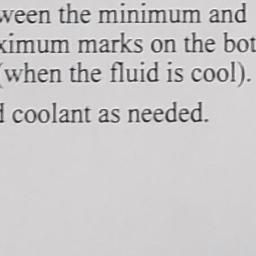 ween the minimum and
ximum marks on the bot
(when the fluid is cool).
d coolant as needed.